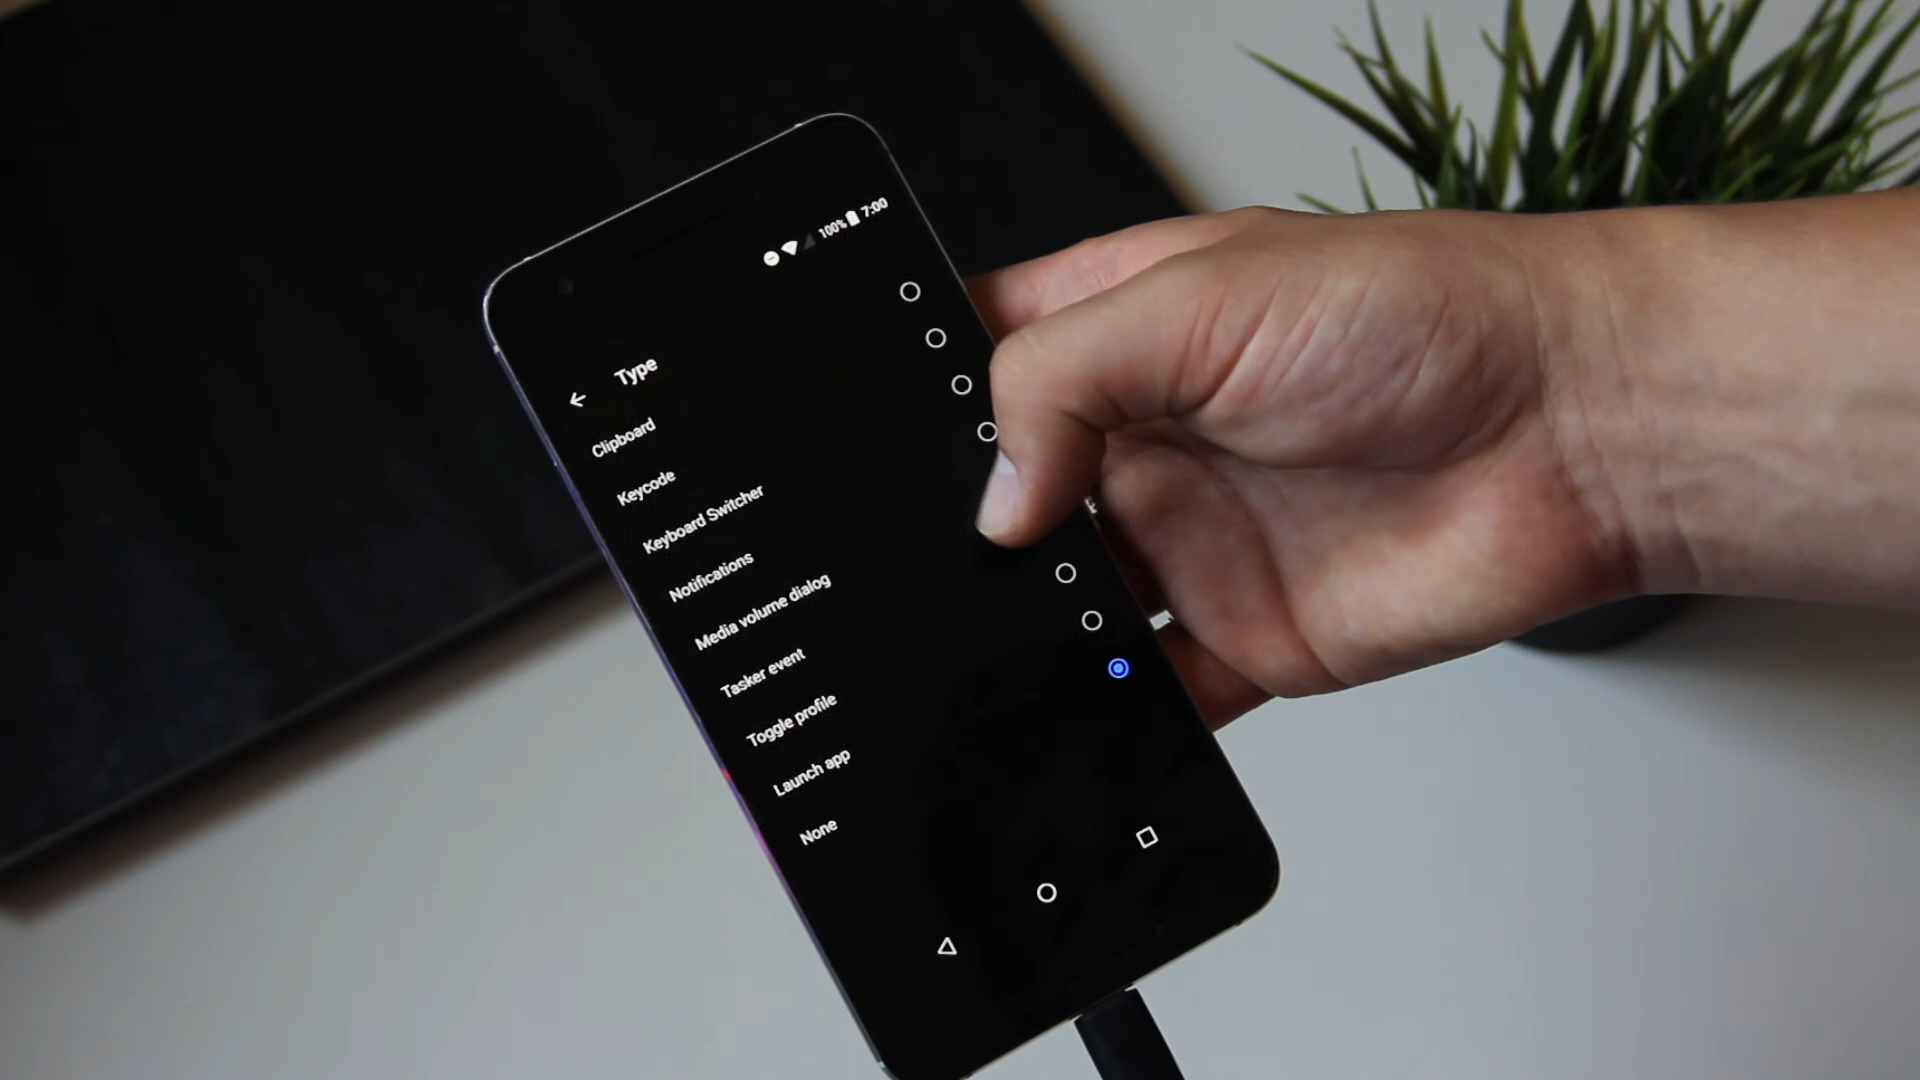 100% 7:00
Type
Clipboard
Keycode
Keyboard Switcher
Notifications
Media volume dialog
Tasker event
Toggle profile
Launch app
None